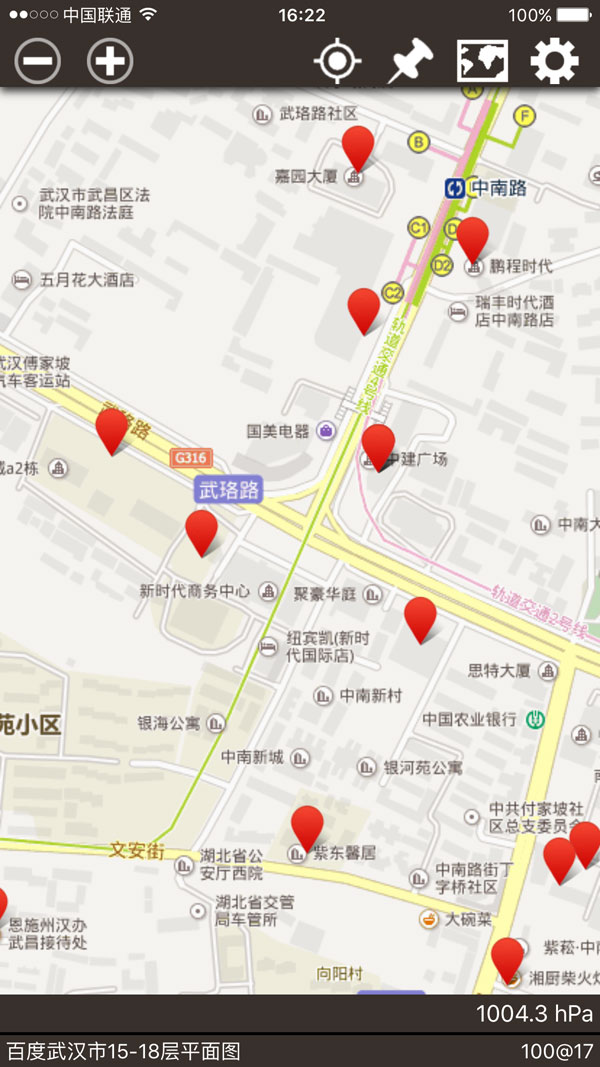 中国联通
16:22
100%
A
武珞路社区
F
B
嘉园大厦
中南路
武汉市武昌区法
院中南路法庭
C1
D2
鹏程时代
五月花大酒店
C2
瑞丰时代酒
店中南路店
轨道交通4号线
武汉傅家坡
汽车客运站
武珞路
国美电器
G316
中建广场
武珞路
中南大
新时代商务中心
聚豪华庭
轨道交通2号线
纽宾凯(新时
代国际店)
思特大厦
中南新村
苑小区
银海公寓
中国农业银行
中南新城
银河苑公寓
中共付家坡社
区总支委员会
文安街
湖北省公
安厅西院
紫东馨居
中南路街丁
字桥社区
湖北省交管
局车管所
大碗菜
恩施州汉办
武昌接待处
紫菘·中南
向阳村
湘厨柴火
1004.3 hPa
百度武汉市15-18层平面图
100@17